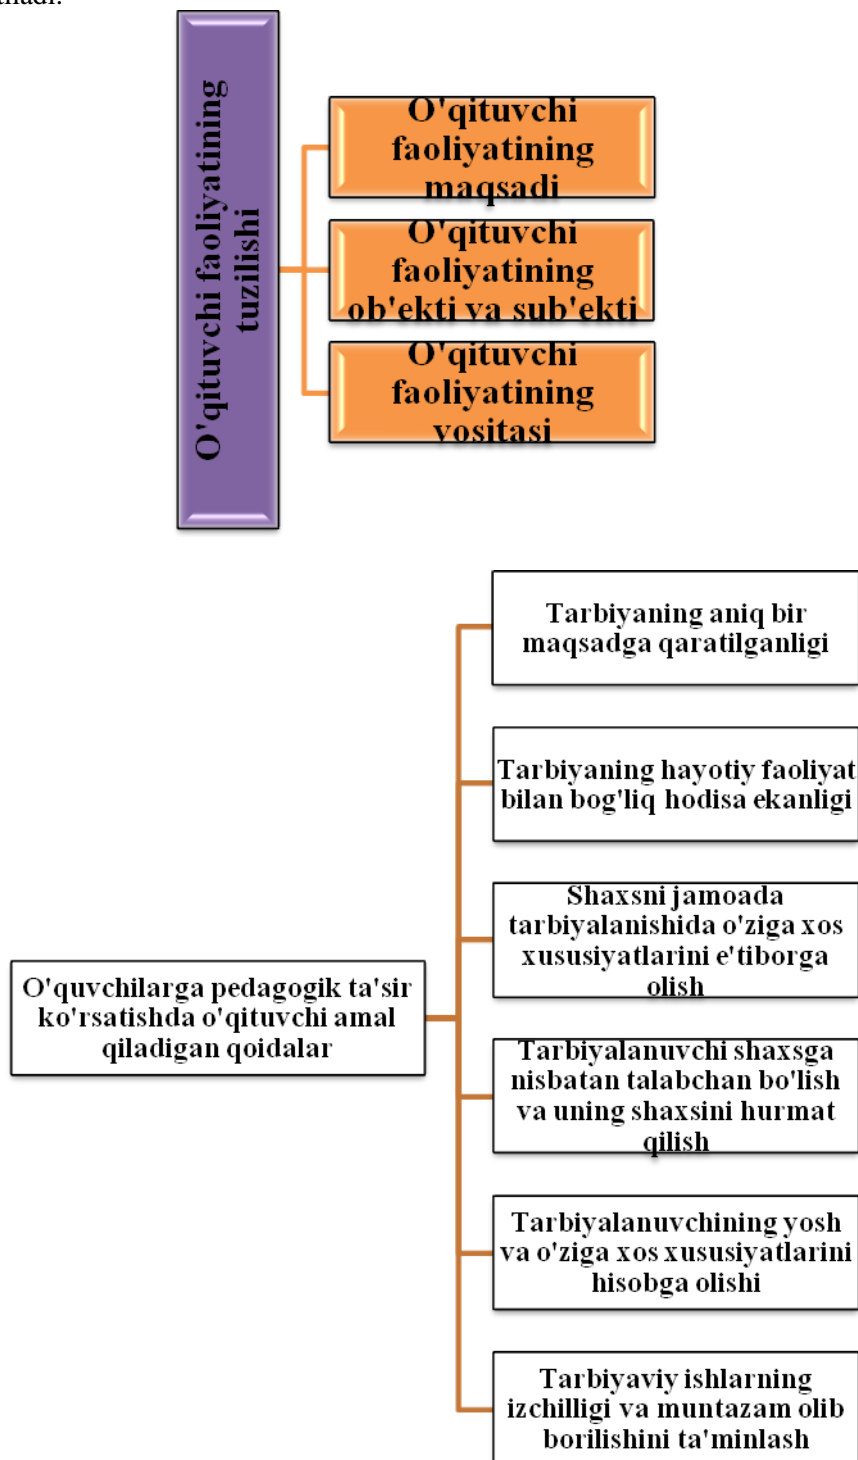 O'qituvchi faoliyatining
tuzilishi
O'qituvchi
faoliyatining
maqsadi
O'qituvchi
faoliyatining
ob'ekti va sub'ekti
O'qituvchi
faoliyatining
vositasi
Tarbiyaning aniq bir
maqsadga qaratilganligi
Tarbiyaning hayotiy faoliyat
bilan bog'liq hodisa ekanligi
Shaxsni jamoada
tarbiyalanishida o'ziga xos
xususiyatlarini e'tiborga
olish
O'quvchilarga pedagogik ta'sir
ko'rsatishda o'qituvchi amal
qiladigan qoidalar
Tarbiyalanuvchi shaxsga
nisbatan talabchan bo'lish
va uning shaxsini hurmat
qilish
Tarbiyalanuvchining yosh
va o'ziga xos xususiyatlarini
hisobga olishi
Tarbiyaviy ishlarning
izchilligi va muntazam olib
borilishini ta'minlash